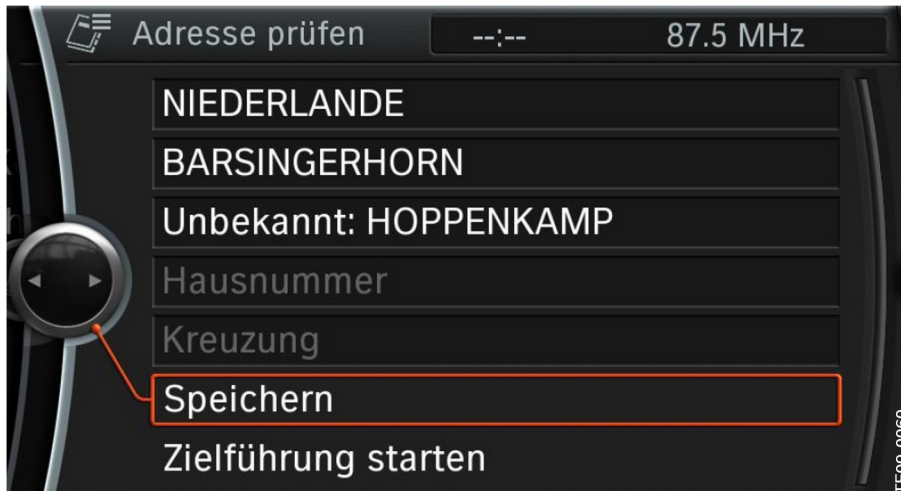 Adresse prüfen --:-- 87.5 MHz
NIEDERLANDE
BARSINGERHORN
Unbekannt: HOPPENKAMP
Hausnummer
Kreuzung
Speichern
Zielführung starten